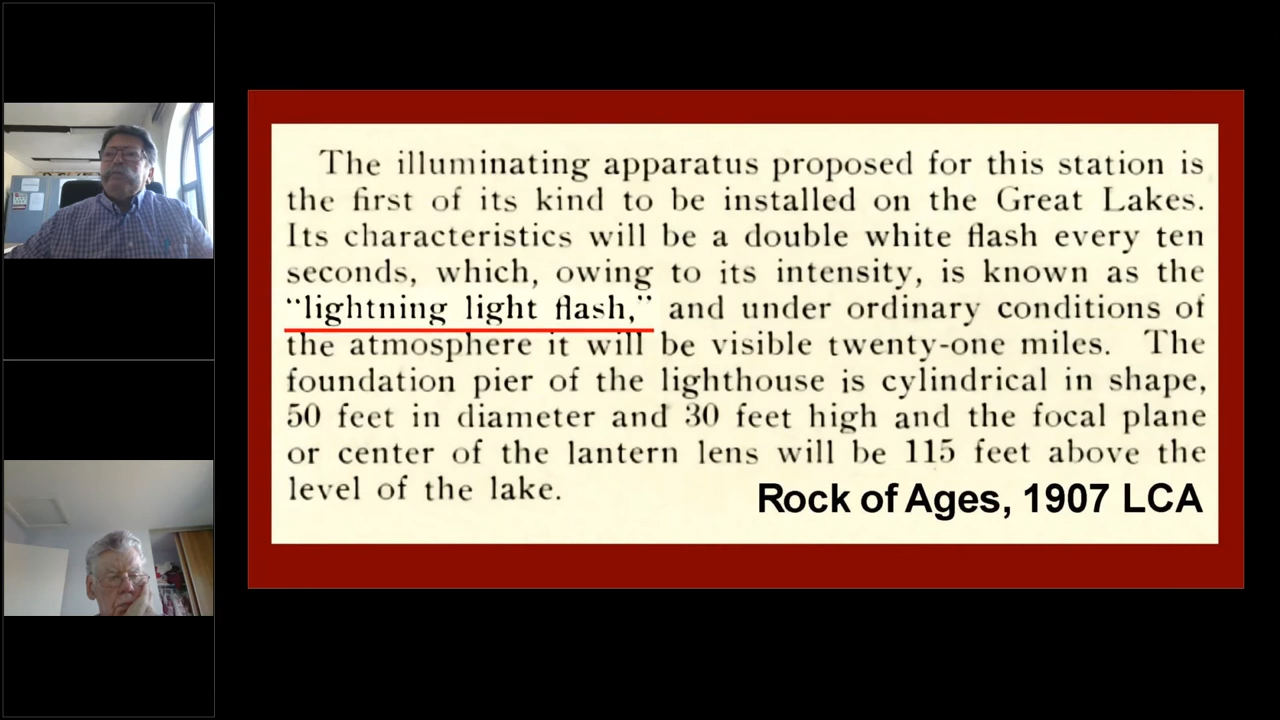 The illuminating apparatus proposed for this station is
the first of its kind to be installed on the Great Lakes.
Its characteristics will be a double white flash every ten
seconds, which, owing to its intensity, is known as the
“lightning light flash,” and under ordinary conditions of
the atmosphere it will be visible twenty-one miles. The
foundation pier of the lighthouse is cylindrical in shape,
50 feet in diameter and 30 feet high and the focal plane
or center of the lantern lens will be 115 feet above the
level of the lake.
Rock of Ages, 1907 LCA